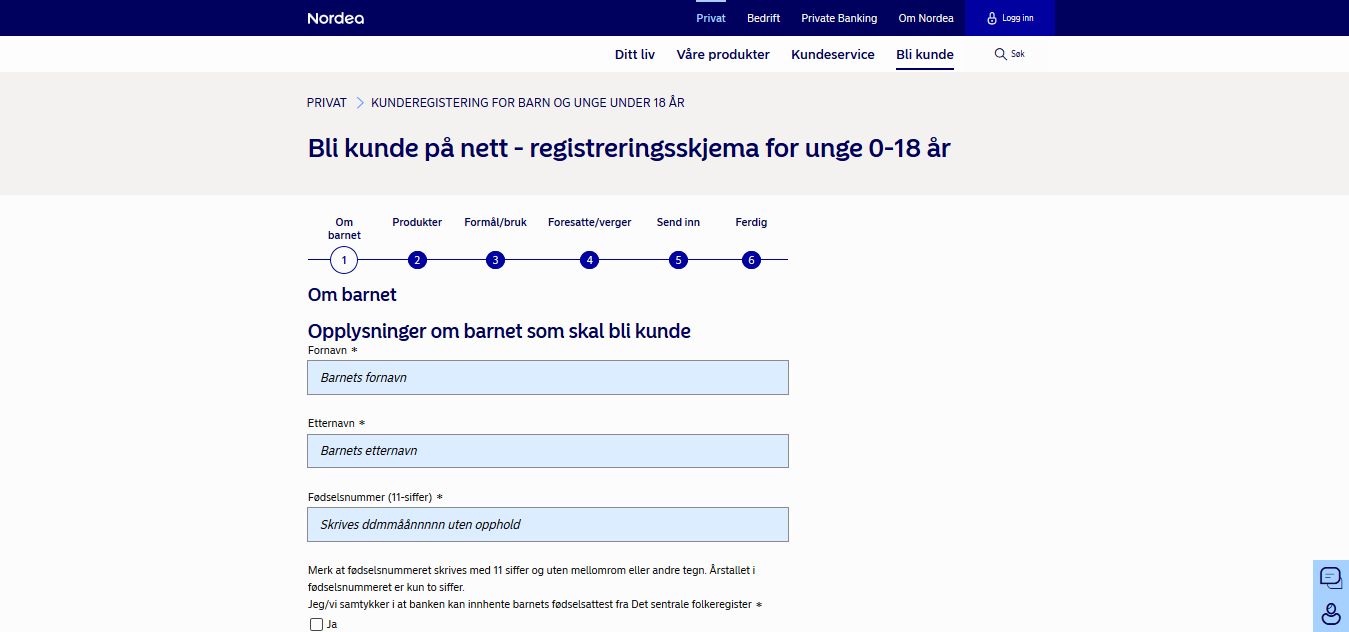 Nordea
Privat Bedrift Private Banking Om Nordea Logg inn
Ditt liv Våre produkter Kundeservice Bli kunde Søk
PRIVAT KUNDEREGISTERING FOR BARN OG UNGE UNDER 18 ÅR
Bli kunde på nett - registreringsskjema for unge 0-18 år
Om barnet Produkter Formål/bruk Foresatte/verger Send inn Ferdig
1 2 3 4 5 6
Om barnet
Opplysninger om barnet som skal bli kunde
Fornavn *
Barnets fornavn
Etternavn *
Barnets etternavn
Fødselsnummer (11-siffer) *
Skrives ddmmåånnnnn uten opphold
Merk at fødselsnummeret skrives med 11 siffer og uten mellomrom eller andre tegn. Årstallet i
fødselsnummeret er kun to siffer.
Jeg/vi samtykker i at banken kan innhente barnets fødselsattest fra Det sentrale folkeregister *
Ja